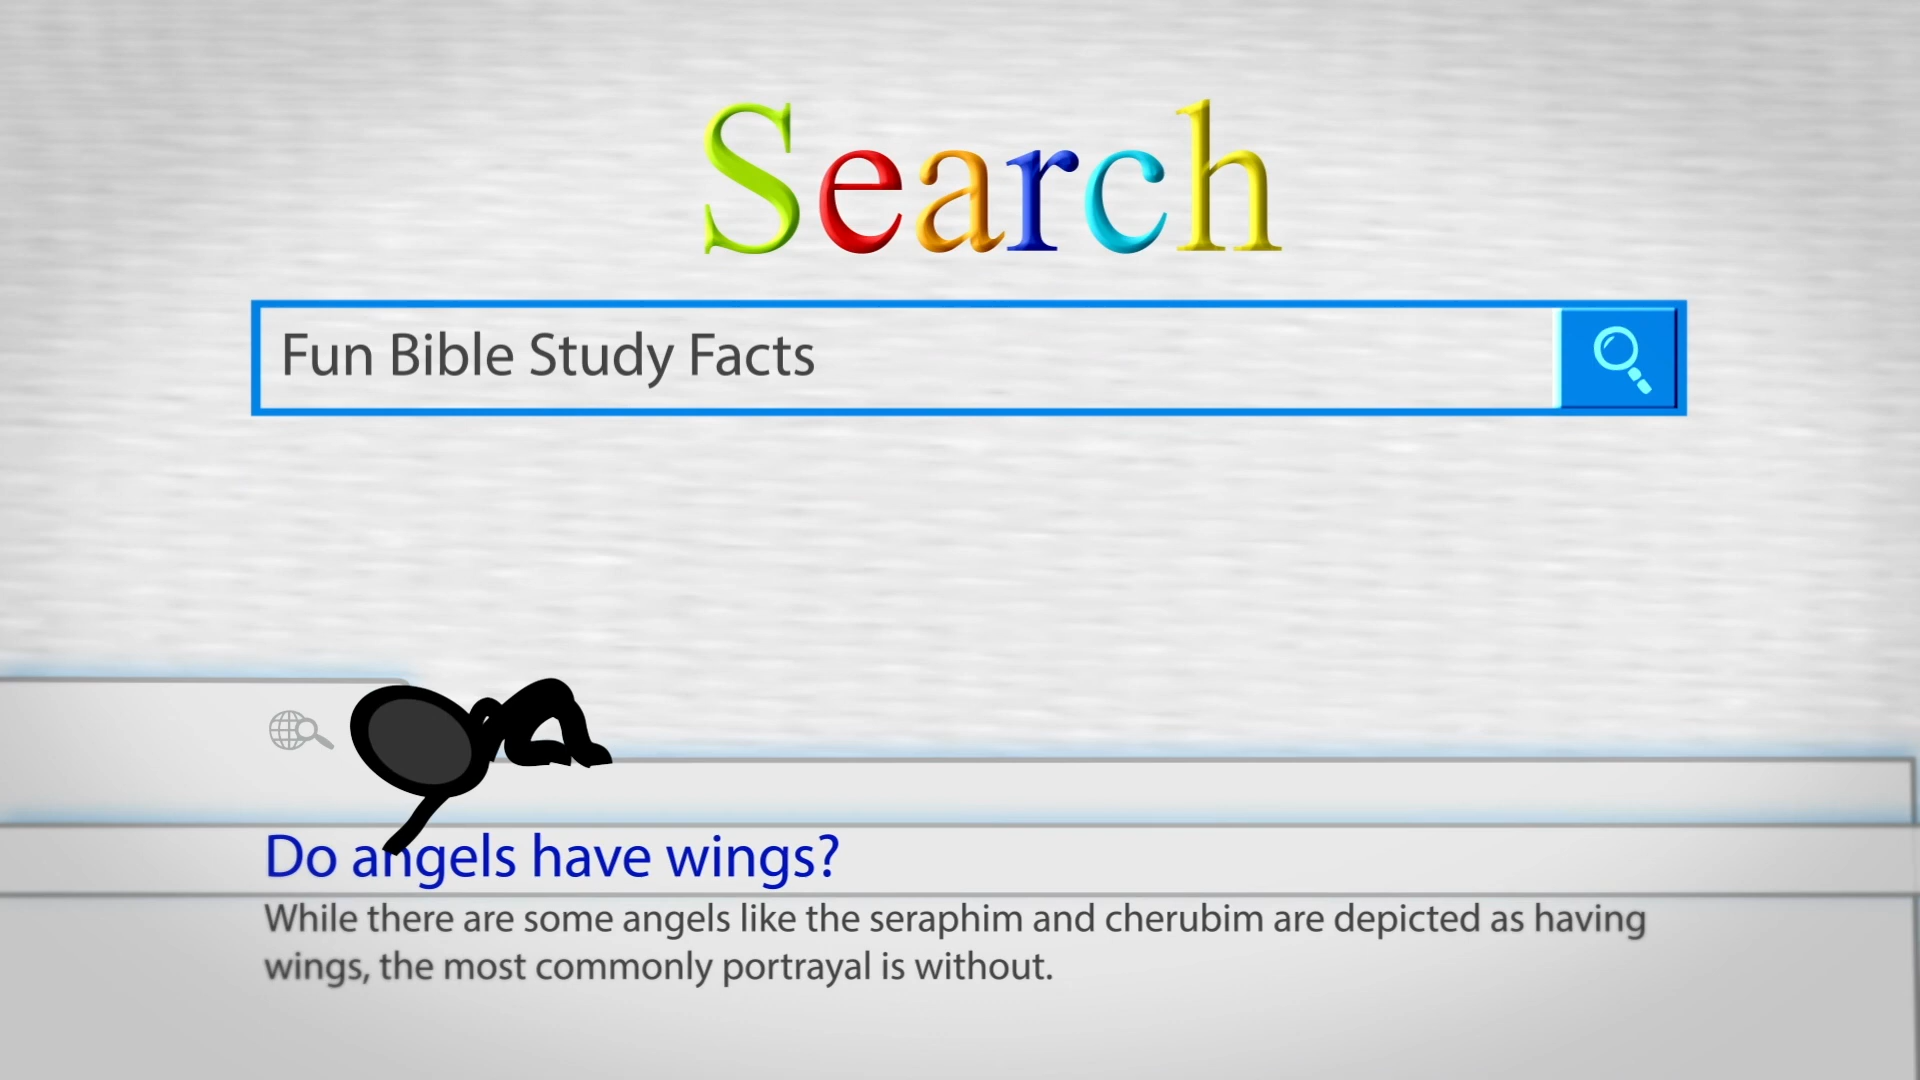 Search
Fun Bible Study Facts
Do angels have wings?
While there are some angels like the seraphim and cherubim are depicted as having
wings, the most commonly portrayal is without.